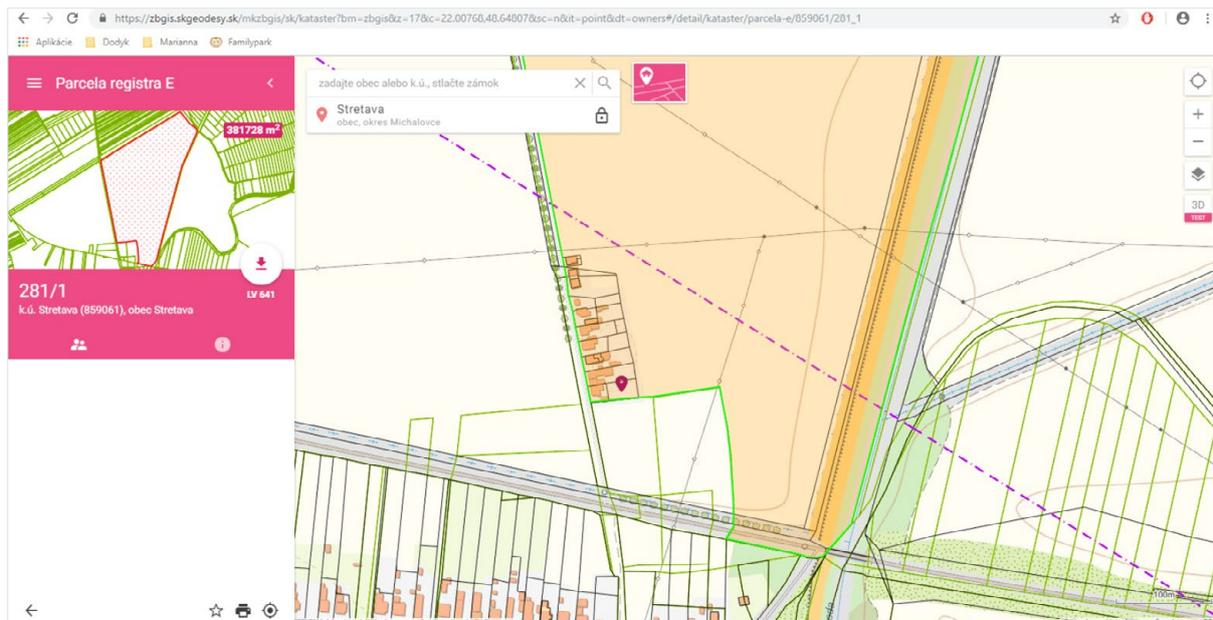 https://zbgis.skgeodesy.sk/mkzbgis/sk/kataster?bm=zbgis&z=17&c=22.00768,48.64807&sc=n&it=point&dt=owners#/detail/kataster/parcela-e/859061/281_1
Aplikácie Dodyk Marianna Familypark
Parcela registra E
zadajte obec alebo k.ú., stlačte zámok
Stretava
obec, okres Michalovce
381728 m²
3D
TEST
281/1
LV 641
k.ú. Stretava (859061), obec Stretava
100m